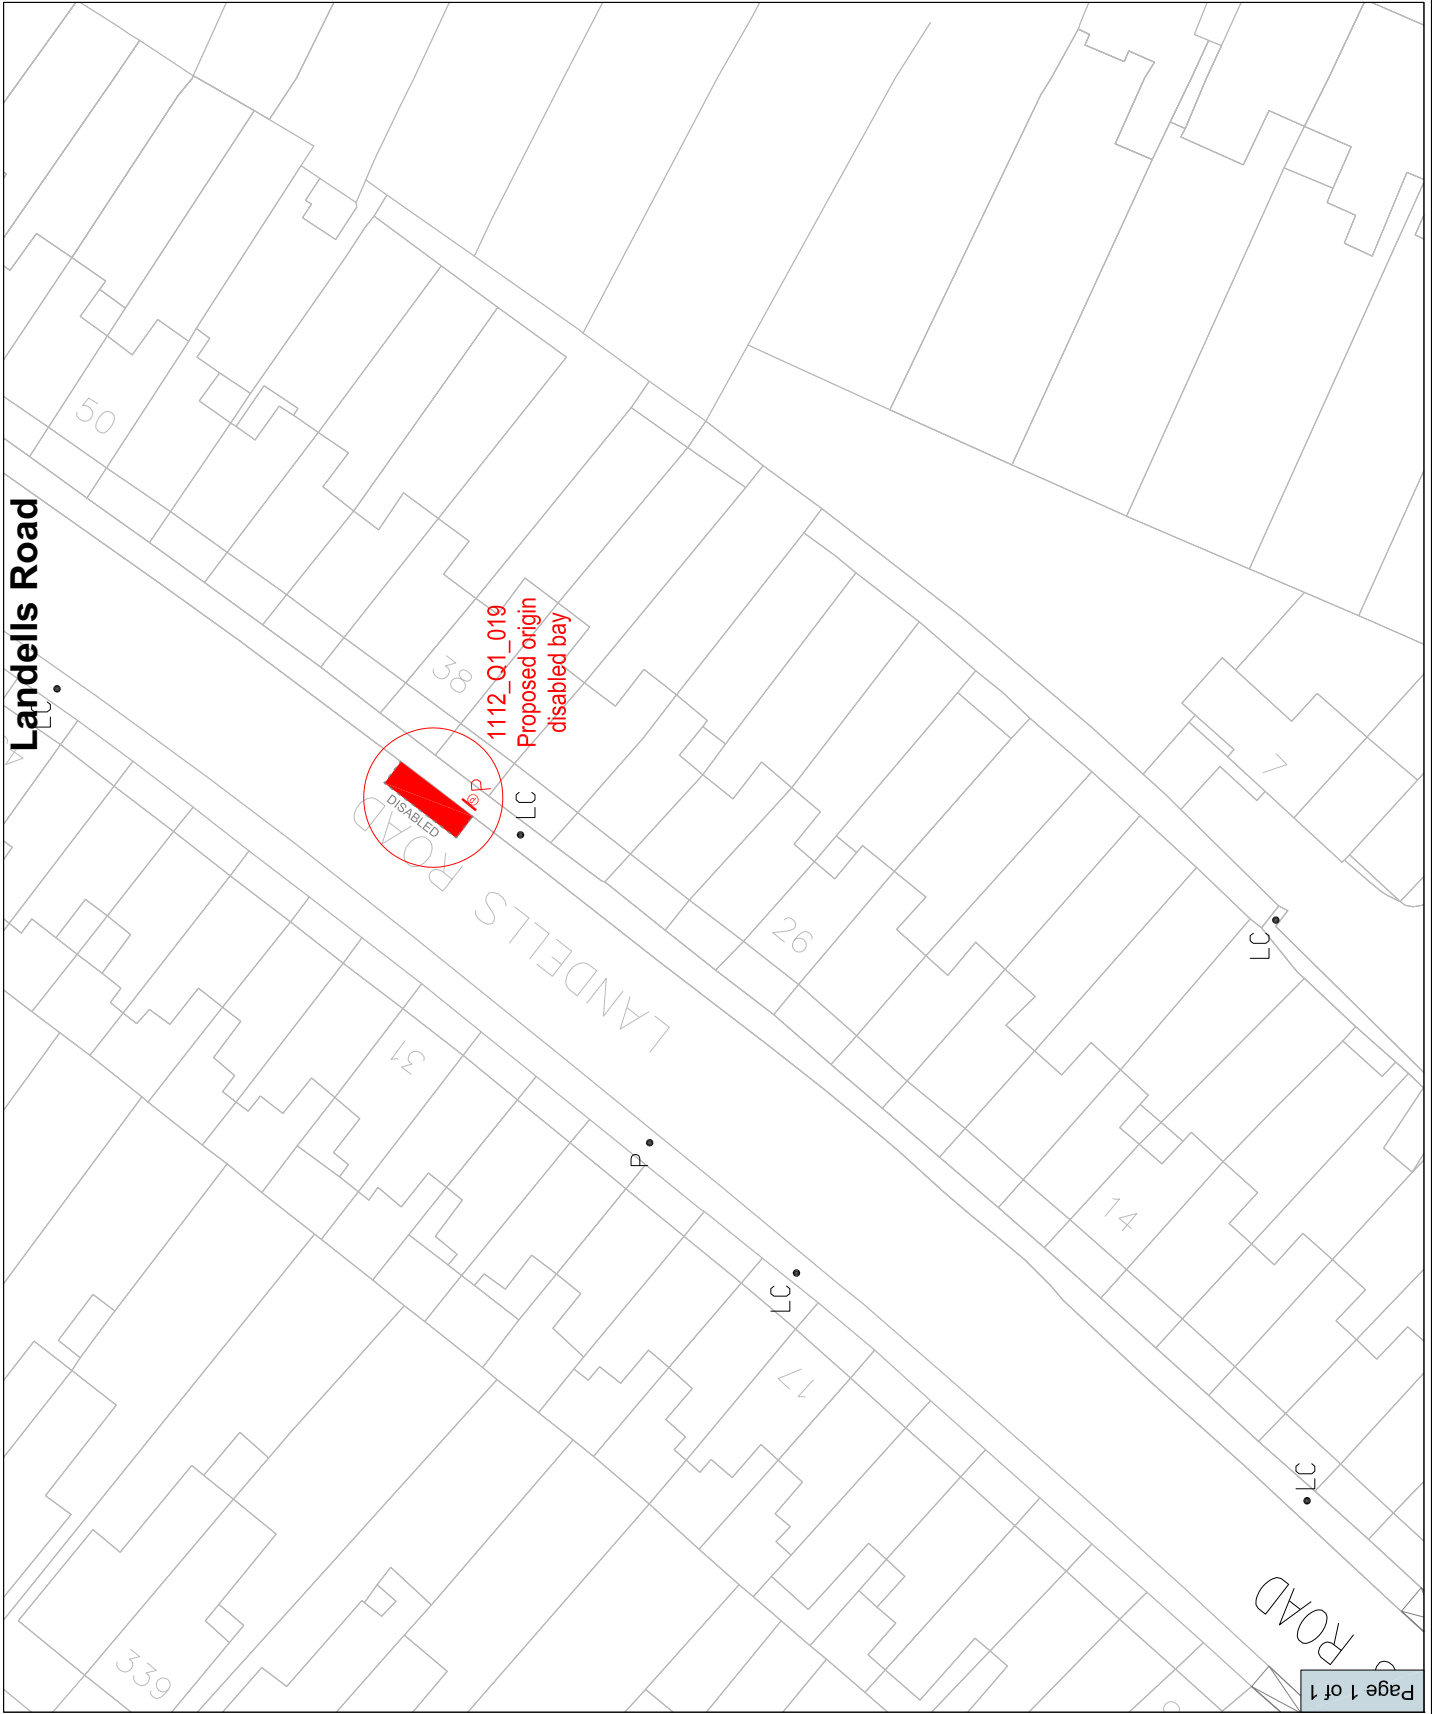 Landells Road
LC
50
38
1112_Q1_019
Proposed origin
disabled bay
DISABLED
P
LC
LANDELLS ROAD
7
26
LC
31
P
14
LC
17
LC
339
ROAD
Page 1 of 1